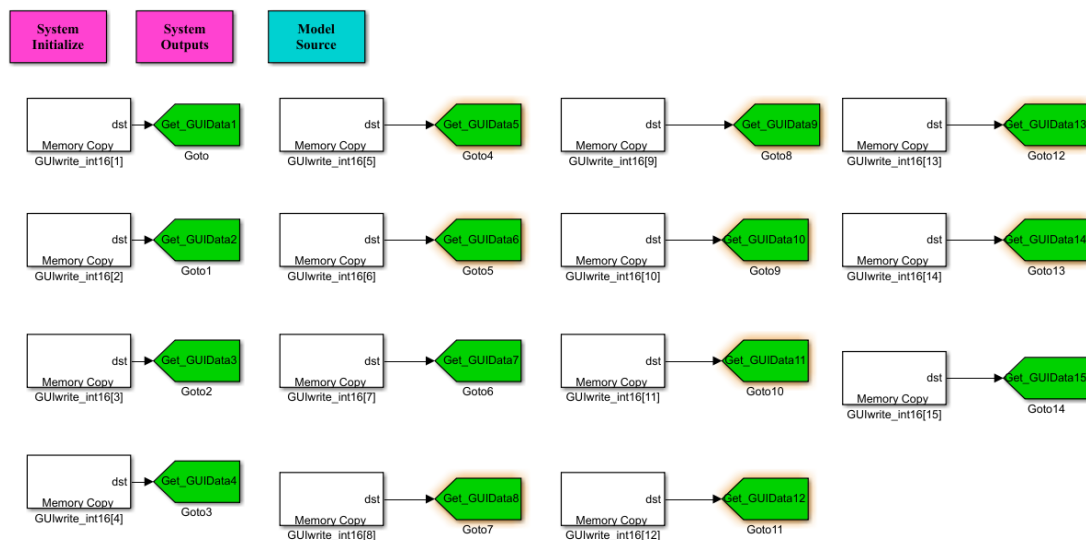 System
Initialize
System
Outputs
Model
Source
dst
Memory Copy
GUIwrite_int16[1]
Get_GUIData1
Goto
dst
Memory Copy
GUIwrite_int16[5]
Get_GUIData5
Goto4
dst
Memory Copy
GUIwrite_int16[9]
Get_GUIData9
Goto8
dst
Memory Copy
GUIwrite_int16[13]
Get_GUIData13
Goto12
dst
Memory Copy
GUIwrite_int16[2]
Get_GUIData2
Goto1
dst
Memory Copy
GUIwrite_int16[6]
Get_GUIData6
Goto5
dst
Memory Copy
GUIwrite_int16[10]
Get_GUIData10
Goto9
dst
Memory Copy
GUIwrite_int16[14]
Get_GUIData14
Goto13
dst
Memory Copy
GUIwrite_int16[3]
Get_GUIData3
Goto2
dst
Memory Copy
GUIwrite_int16[7]
Get_GUIData7
Goto6
dst
Memory Copy
GUIwrite_int16[11]
Get_GUIData11
Goto10
dst
Memory Copy
GUIwrite_int16[15]
Get_GUIData15
Goto14
dst
Memory Copy
GUIwrite_int16[4]
Get_GUIData4
Goto3
dst
Memory Copy
GUIwrite_int16[8]
Get_GUIData8
Goto7
dst
Memory Copy
GUIwrite_int16[12]
Get_GUIData12
Goto11